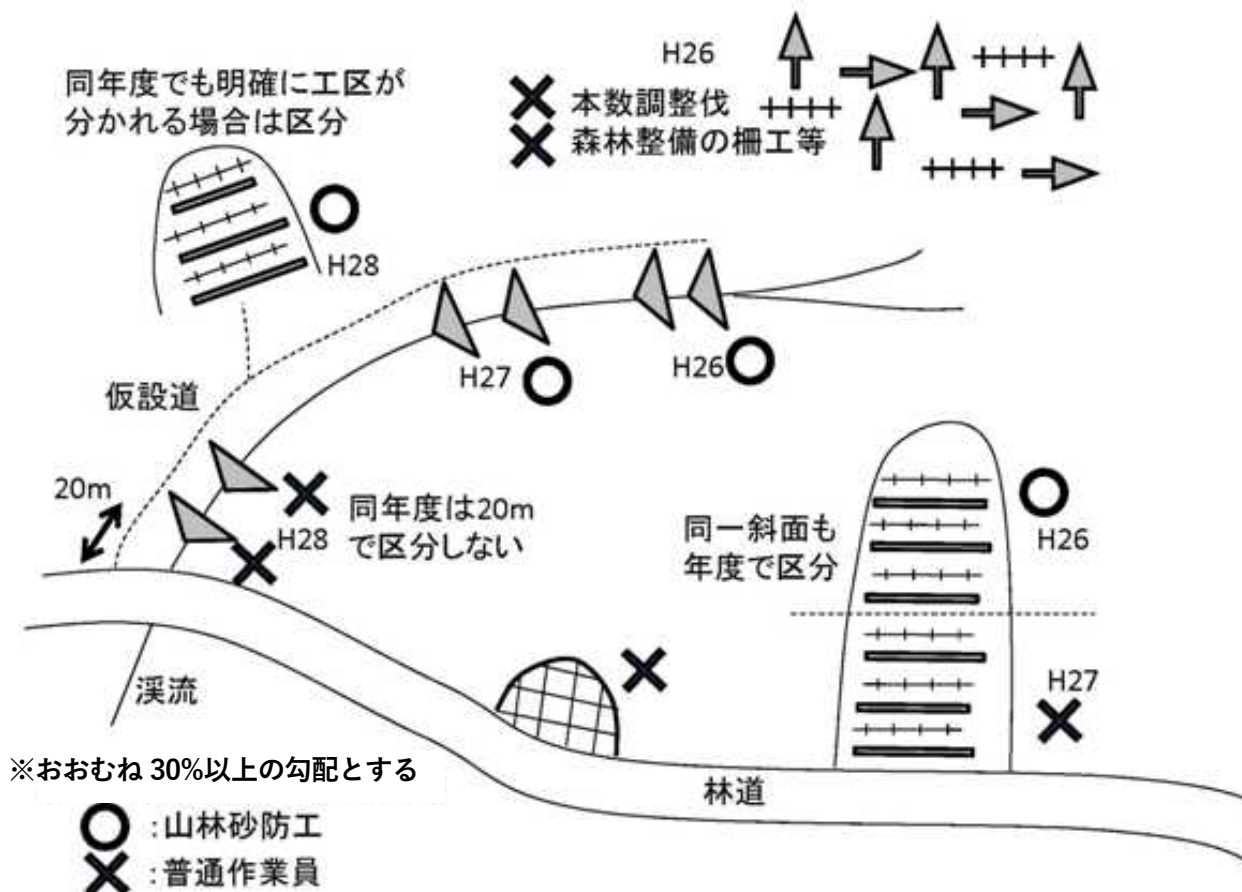 同年度でも明確に工区が
分かれる場合は区分
H26
本数調整伐
森林整備の柵工等
H28
H27
H26
仮設道
20m
H28
同年度は20m
で区分しない
同一斜面も
年度で区分
H26
H27
渓流
林道
※おおむね 30%以上の勾配とする
:山林砂防工
:普通作業員